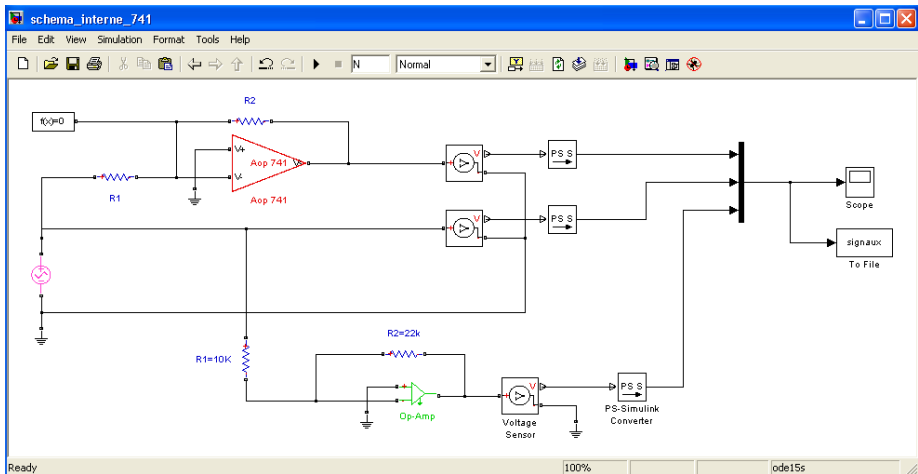 schema_interne_741
File Edit View Simulation Format Tools Help
N Normal
R2
f(x)=0
V+
Aop 741
V-
Vs
Aop 741
R1
V
PS S
V
PS S
Scope
signaux
To File
R2=22k
R1=10K
Op-Amp
V
PS S
Voltage
Sensor
PS-Simulink
Converter
Ready 100% ode15s